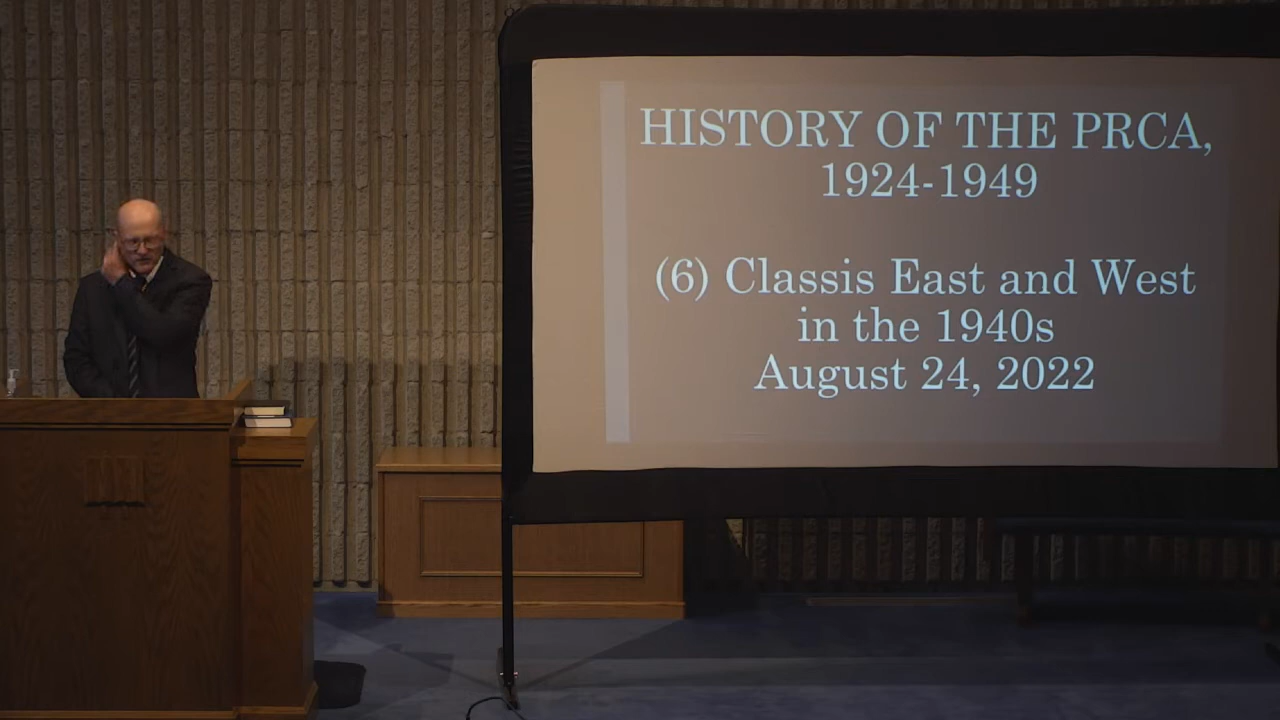 HISTORY OF THE PRCA,
1924-1949
(6) Classis East and West
in the 1940s
August 24, 2022